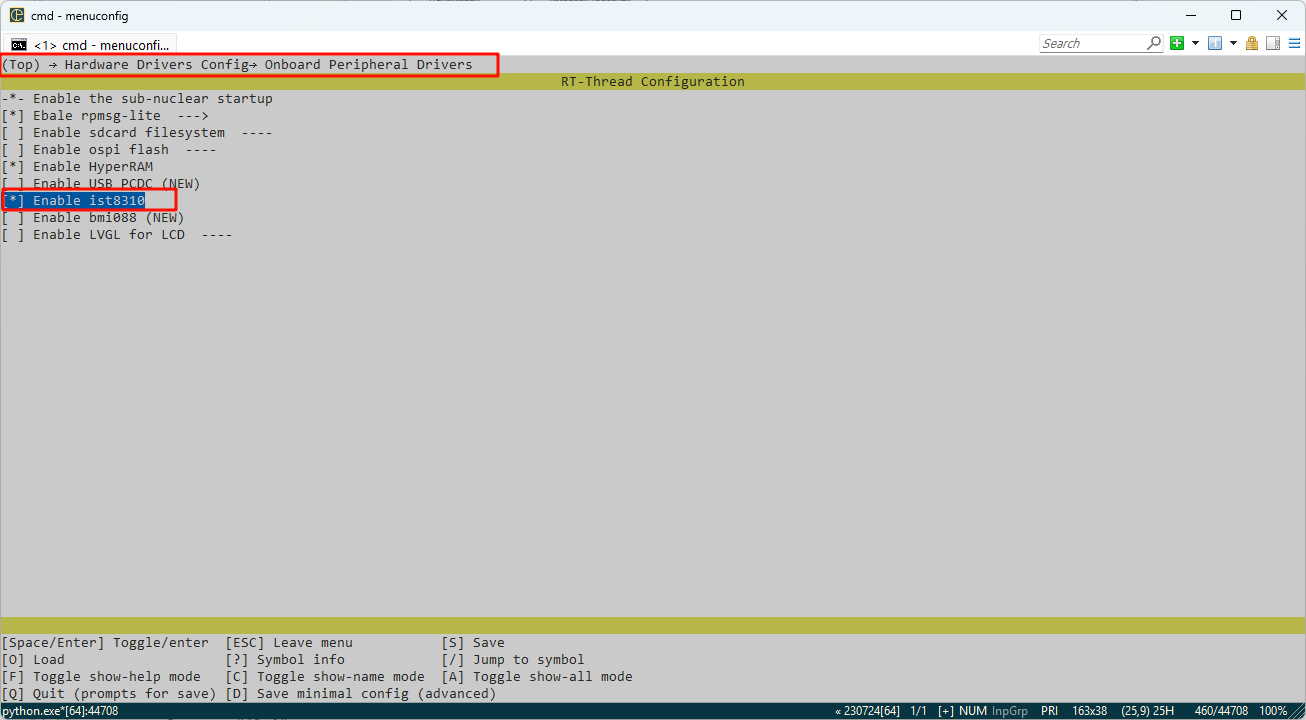 cmd - menuconfig
<1> cmd - menuconfi...
Search
(Top) → Hardware Drivers Config→ Onboard Peripheral Drivers
RT-Thread Configuration
-*- Enable the sub-nuclear startup
[*] Ebale rpmsg-lite  --->
[ ] Enable sdcard filesystem  ----
[ ] Enable ospi flash  ----
[*] Enable HyperRAM
[ ] Enable USB PCDC (NEW)
[*] Enable ist8310
[ ] Enable bmi088 (NEW)
[ ] Enable LVGL for LCD  ----
[Space/Enter] Toggle/enter  [ESC] Leave menu  [S] Save
[O] Load  [?] Symbol info  [/] Jump to symbol
[F] Toggle show-help mode  [C] Toggle show-name mode  [A] Toggle show-all mode
[Q] Quit (prompts for save) [D] Save minimal config (advanced)
python.exe*[64]:44708  « 230724[64]  1/1  [+] NUM InpGrp  PRI  163x38  (25,9) 25H  460/44708  100%